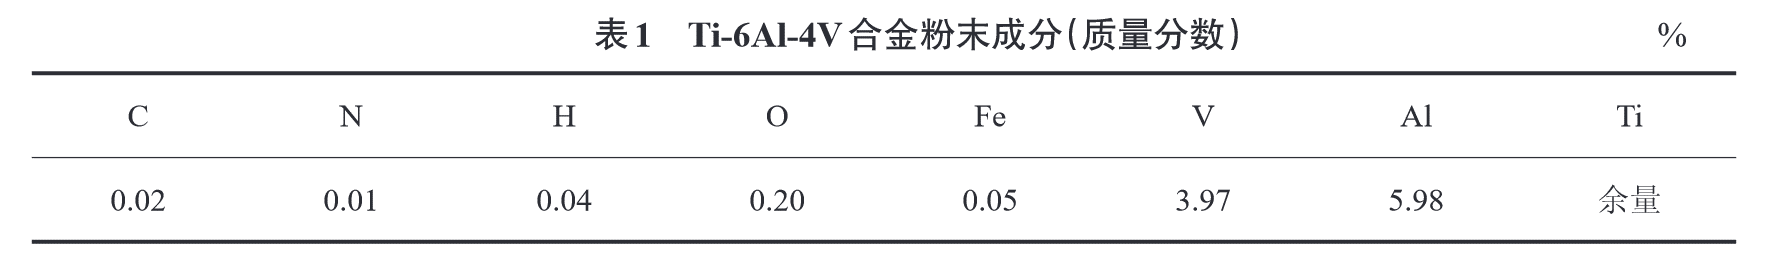 表1 Ti-6Al-4V合金粉末成分(质量分数) %
C N H O Fe V Al Ti
0.02 0.01 0.04 0.20 0.05 3.97 5.98 余量